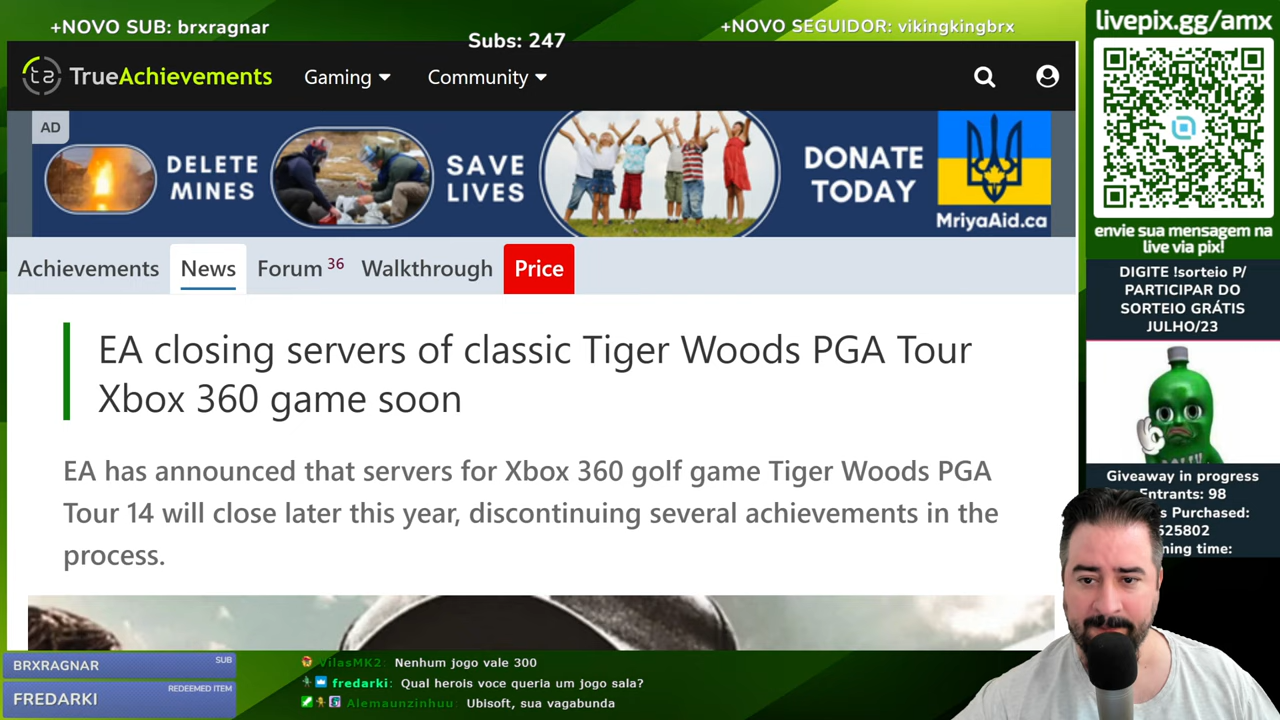 +NOVO SUB: brxragnar
Subs: 247
+NOVO SEGUIDOR: vikingkingbrx
livepix.gg/amx
ta TrueAchievements
Gaming
Community
AD
DELETE MINES
SAVE LIVES
DONATE TODAY
MriyaAid.ca
envie sua mensagem na
live via pix!
Achievements
News
Forum 36
Walkthrough
Price
DIGITE !sorteio P/
PARTICIPAR DO
SORTEIO GRÁTIS
JULHO/23
EA closing servers of classic Tiger Woods PGA Tour
Xbox 360 game soon
EA has announced that servers for Xbox 360 golf game Tiger Woods PGA
Tour 14 will close later this year, discontinuing several achievements in the
process.
Giveaway in progress
Entrants: 98
Purchased:
525802
time:
BRXRAGNAR SUB
FREDARKI REDEEMED ITEM
VilasMK2: Nenhum jogo vale 300
fredarki: Qual herois voce queria um jogo sala?
Alemaunzinhuu: Ubisoft, sua vagabunda